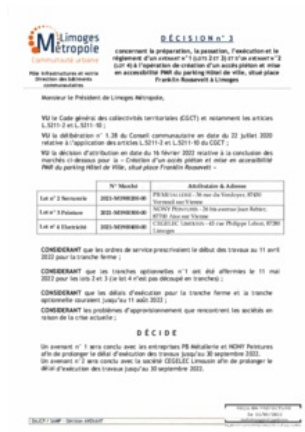 Limoges
Métropole
Communauté urbaine
Pôle Infrastructures et voirie
Direction des bâtiments
communautaires
DÉCISION n° 3
concernant la préparation, la passation, l'exécution et le
règlement d'un AVENANT n°1 (LOTS 2 ET 3) ET D'UN AVENANT n°2
(LOT 4) à l'opération de création d'un accès piéton et mise
en accessibilité PMR du parking Hôtel de ville, situé place
Franklin Roosevelt à Limoges
Monsieur le Président de Limoges Métropole,
VU le Code général des collectivités territoriales (CGCT) et notamment les articles
L.5211-2 et L.5211-10 ;
VU la délibération n° 1.38 du Conseil communautaire en date du 22 juillet 2020
relative à l'application des articles L.5211-2 et L.5211-10 du CGCT ;
VU la décision d'attribution en date du 16 février 2022 relative à la conclusion des
marchés ci-dessous pour la « Création d'un accès piéton et mise en accessibilité
PMR du parking Hôtel de Ville, situé place Franklin Roosevelt »
N° Marché Attributaire & Adresse
Lot n° 2 Serrurerie
Lot n° 3 Peinture
Lot n° 4 Electricité
CONSIDERANT que les ordres de service prescrivaient le début des travaux au 11 avril
2022 pour la tranche ferme ;
CONSIDERANT que les tranches optionnelles n°1 ont été affermies le 11 mai
2022 pour les lots 2 et 3 (le lot 4 n'est pas découpé en tranches) ;
CONSIDERANT que les délais d'exécution pour la tranche ferme et la tranche
optionnelle couraient jusqu'au 11 août 2022 ;
CONSIDERANT les problèmes d'approvisionnement que rencontrent les sociétés en
raison de la crise actuelle ;
DÉCIDE
Un avenant n° 1 sera conclu avec les entreprises PB Métallerie et NONY Peintures
afin de prolonger le délai d'exécution des travaux jusqu'au 30 septembre 2022.
Un avenant n°2 sera conclu avec la société CEGELEC LIMOUSIN afin de prolonger le
délai d'exécution des travaux jusqu'au 30 septembre 2022.